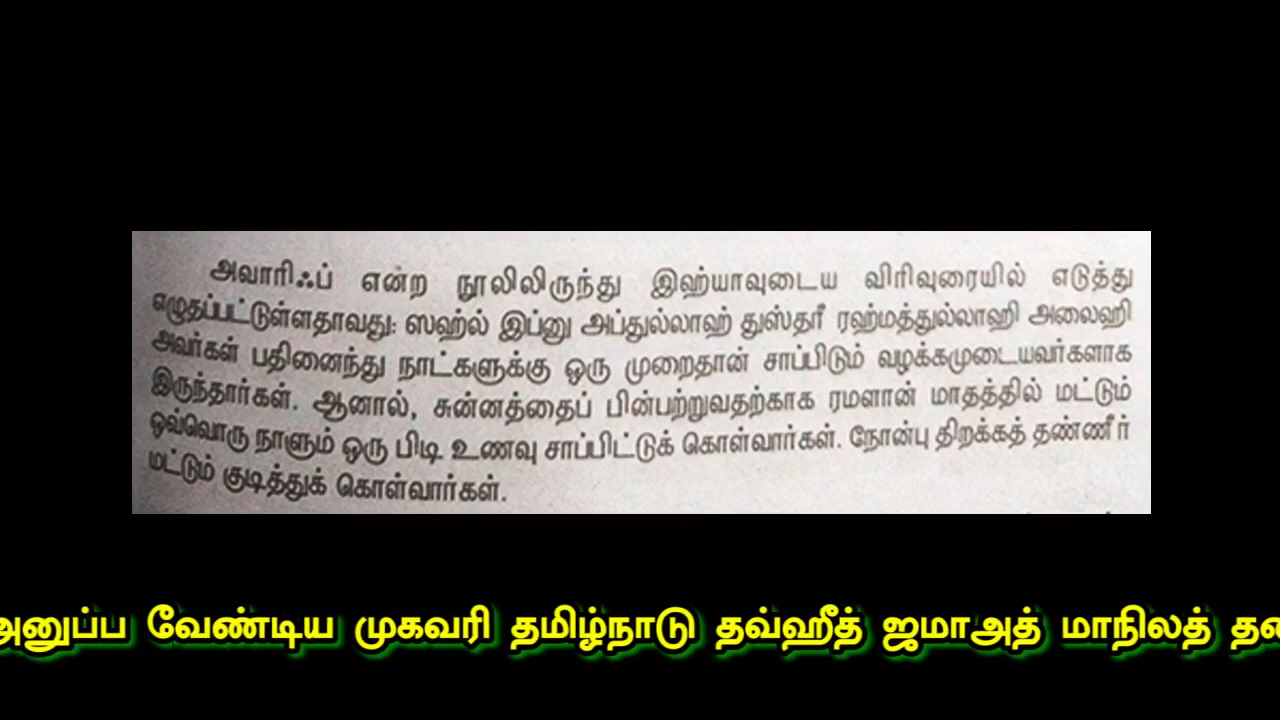 அவாரிஃப் என்ற நூலிலிருந்து இஹ்யாவுடைய விரிவுரையில் எடுத்து
எழுதப்பட்டுள்ளதாவது: ஸஹ்ல் இப்னு அப்துல்லாஹ் துஸ்தரீ ரஹ்மத்துல்லாஹி அலைஹி
அவர்கள் பதினைந்து நாட்களுக்கு ஒரு முறைதான் சாப்பிடும் வழக்கமுடையவர்களாக
இருந்தார்கள். ஆனால், சுன்னத்தைப் பின்பற்றுவதற்காக ரமளான் மாதத்தில் மட்டும்
ஒவ்வொரு நாளும் ஒரு பிடி உணவு சாப்பிட்டுக் கொள்வார்கள். நோன்பு திறக்கத் தண்ணீர்
மட்டும் குடித்துக் கொள்வார்கள்.
அனுப்ப வேண்டிய முகவரி தமிழ்நாடு தவ்ஹீத் ஜமாஅத் மாநிலத்